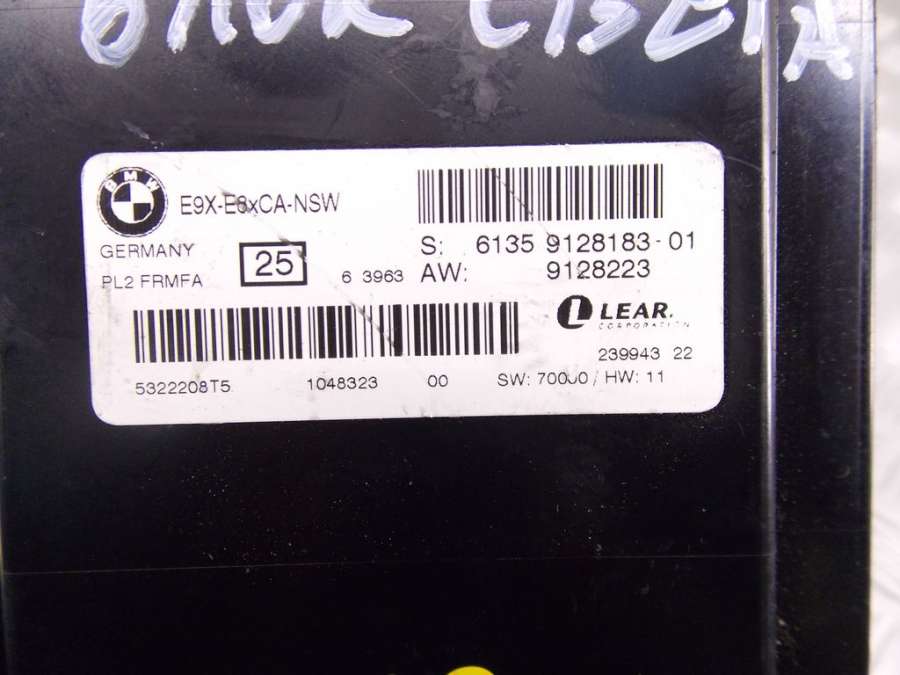 BMW
E9X-E8xCA-NSW
GERMANY
25
PL2 FRMFA
6 3963
S: 6135 9128183-01
AW: 9128223
LEAR.
CORPORATION
239943 22
5322208T5 1048323 00 SW: 70000 / HW: 11